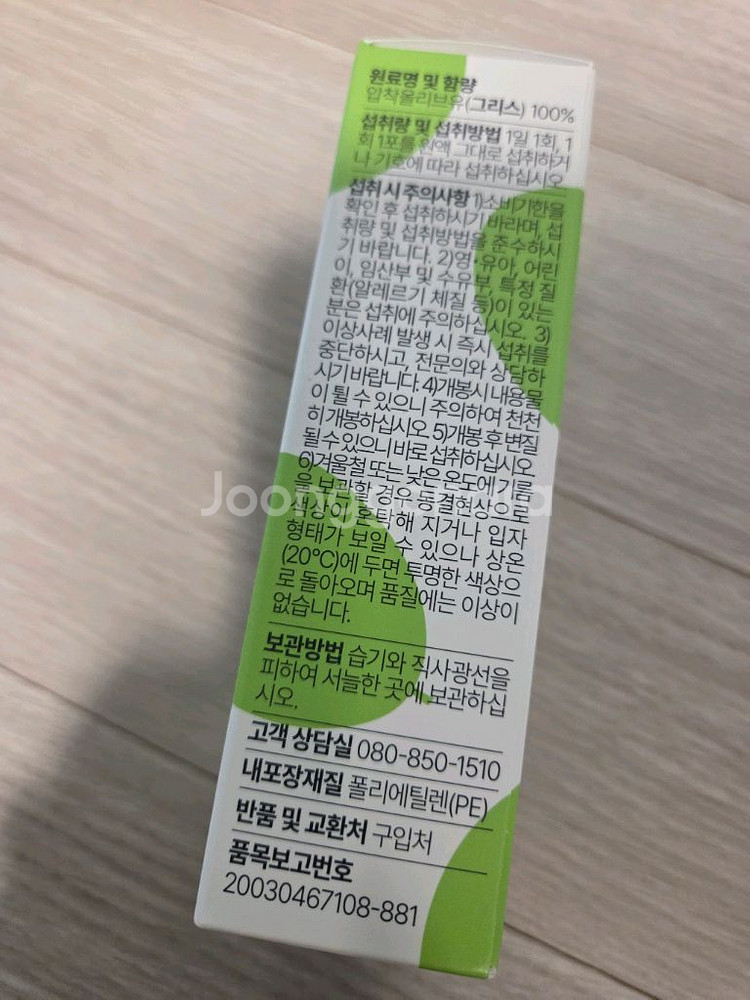 원료명 및 함량
압착올리브유(그리스) 100%
섭취량 및 섭취방법 1일 1회, 1
회 1포를 원액 그대로 섭취하거
나 기호에 따라 섭취하십시오
섭취 시 주의사항 1)소비기한을
확인 후 섭취하시기 바라며, 섭
취량 및 섭취방법을 준수하시
기 바랍니다. 2)영·유아, 어린
이, 임산부 및 수유부, 특정 질
환(알레르기 체질 등)이 있는
분은 섭취에 주의하십시오. 3)
이상사례 발생 시 즉시 섭취를
중단하시고, 전문의와 상담하
시기 바랍니다. 4)개봉시 내용물
이 튈 수 있으니 주의하여 천천
히 개봉하십시오 5)개봉 후 변질
될 수 있으니 바로 섭취하십시오
6)겨울철 또는 낮은 온도에 기름
을 보관할 경우 동결현상으로
색상이 혼탁해 지거나 입자
형태가 보일 수 있으나 상온
(20℃)에 두면 투명한 색상으
로 돌아오며 품질에는 이상이
없습니다.
보관방법 습기와 직사광선을
피하여 서늘한 곳에 보관하십
시오.
고객 상담실 080-850-1510
내포장재질 폴리에틸렌(PE)
반품 및 교환처 구입처
품목보고번호
20030467108-881
Joonggonara